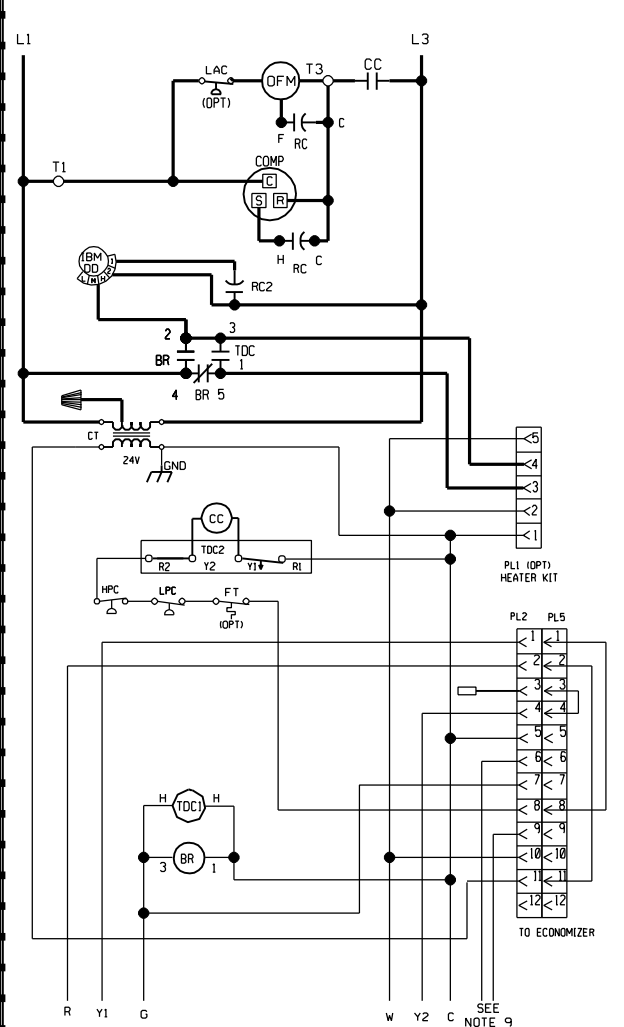 L1
L3
LAC
(OPT)
OFM
T3
CC
F
RC
C
COMP
T1
C
S
R
H
RC
C
IBM
OD
1
2
L
N
H
RC2
2
3
BR
TDC
1
4
BR
5
CT
24V
GND
5
4
3
2
1
CC
TDC2
R2
Y2
Y1
R1
PL1 (OPT)
HEATER KIT
HPC
LPC
FT
(OPT)
PL2 PL5
1 1
2 2
3 3
4 4
5 5
6 6
7 7
8 8
9 9
10 10
11 11
12 12
H
TDC1
H
3
BR
1
TO ECONOMIZER
R
Y1
G
W
Y2
C
SEE
NOTE 9